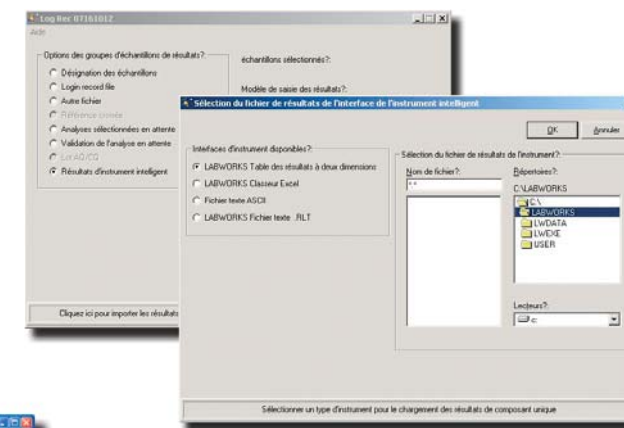 Log Rec 07161012
Aide
Options des groupes d'échantillons de résultats?:
Désignation des échantillons
Login record file
Autre fichier
Analyses sélectionnées en attente
Validation de l'analyse en attente
Lot AQ/CQ
Résultats d'instrument intelligent
échantillons sélectionnés?:
Modèle de saisie des résultats?:
Cliquez ici pour importer les résultats
Sélection du fichier de résultats de l'interface de l'instrument intelligent
OK
Annuler
Interfaces d'instrument disponibles?:
LABWORKS Table des résultats à deux dimensions
LABWORKS Classeur Excel
Fichier texte ASCII
LABWORKS Fichier texte .RLT
Sélection du fichier de résultats de l'instrument?:
Nom de fichier?:
*.*
Répertoires?:
C:\LABWORKS
C:\
LABWORKS
LWDATA
LWEXE
USER
Lecteurs?:
c:
Sélectionner un type d'instrument pour le chargement des résultats de composant unique